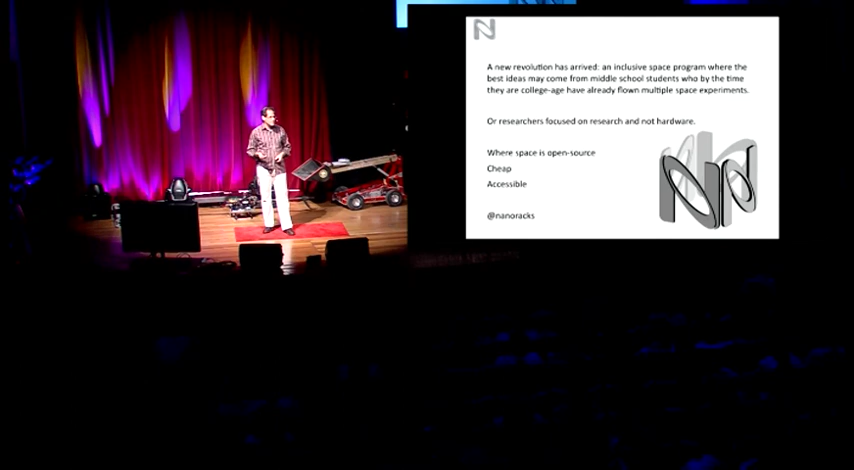 N
A new revolution has arrived: an inclusive space program where the
best ideas may come from middle school students who by the time
they are college-age have already flown multiple space experiments.
Or researchers focused on research and not hardware.
Where space is open-source
Cheap
Accessible
@nanoracks